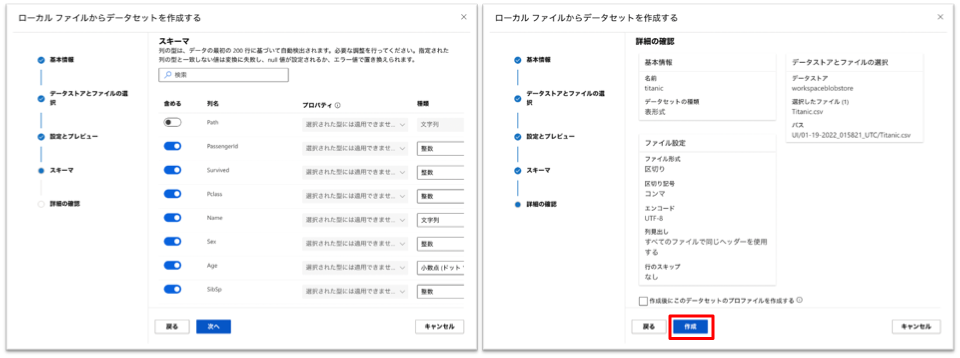 ローカル ファイルからデータセットを作成する
基本情報
データストアとファイルの選
択
設定とプレビュー
スキーマ
詳細の確認
スキーマ
列の型は、データの最初の 200 行に基づいて自動検出されます。必要な調整を行ってください。指定された
列の型と一致しない値は変換に失敗し、null 値が設定されるか、エラー値で置き換えられます。
検索
含める 列名 プロパティ 種類
Path 選択された型には適用できませ... 文字列
PassengerId 選択された型には適用できませ... 整数
Survived 選択された型には適用できませ... 整数
Pclass 選択された型には適用できませ... 整数
Name 選択された型には適用できませ... 文字列
Sex 選択された型には適用できませ... 整数
Age 選択された型には適用できませ... 小数点 (ドット '
SibSp 選択された型には適用できませ... 整数
戻る 次へ キャンセル
ローカル ファイルからデータセットを作成する
基本情報
データストアとファイルの選
択
設定とプレビュー
スキーマ
詳細の確認
詳細の確認
基本情報
名前
titanic
データセットの種類
表形式
データストアとファイルの選択
データストア
workspaceblobstore
選択したファイル (1)
Titanic.csv
パス
UI/01-19-2022_015821_UTC/Titanic.csv
ファイル設定
ファイル形式
区切り
区切り記号
コンマ
エンコード
UTF-8
列見出し
すべてのファイルで同じヘッダーを使用
する
行のスキップ
なし
作成後にこのデータセットのプロファイルを作成する
戻る 作成 キャンセル